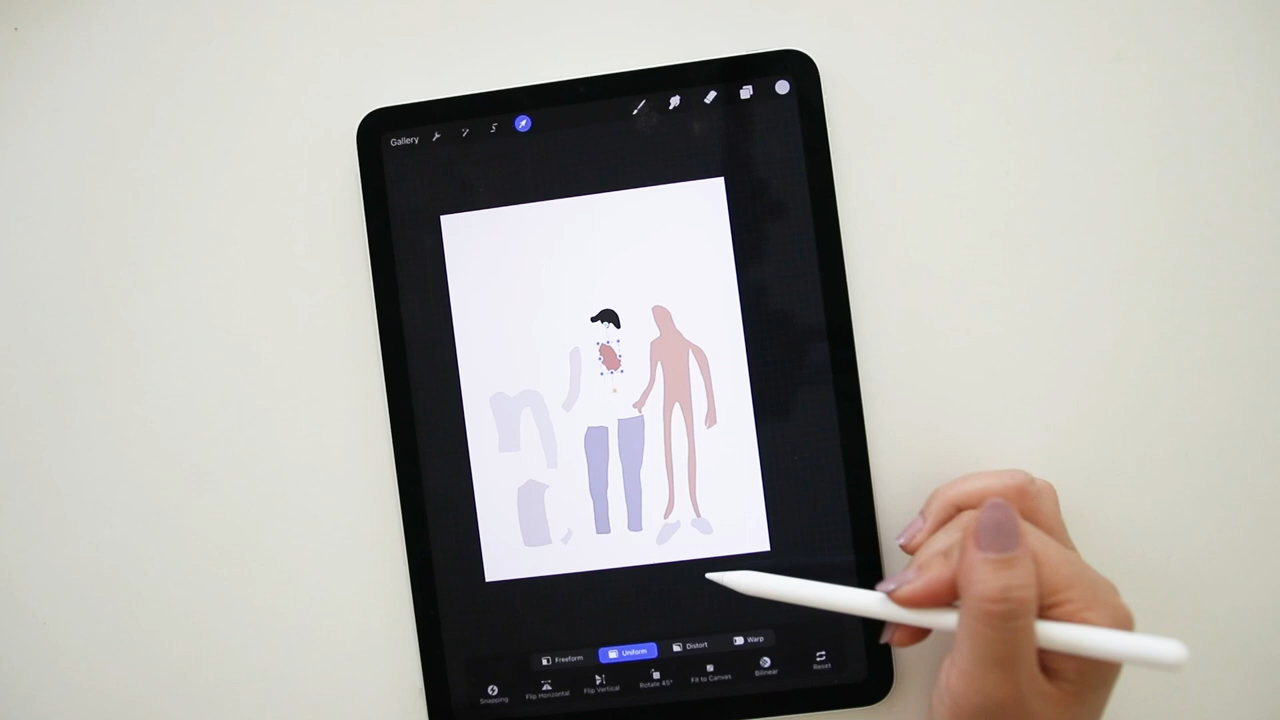 Gallery
Freeform Uniform Distort Warp
Snapping Flip Horizontal Flip Vertical Rotate 45° Fit to Canvas Bilinear Reset